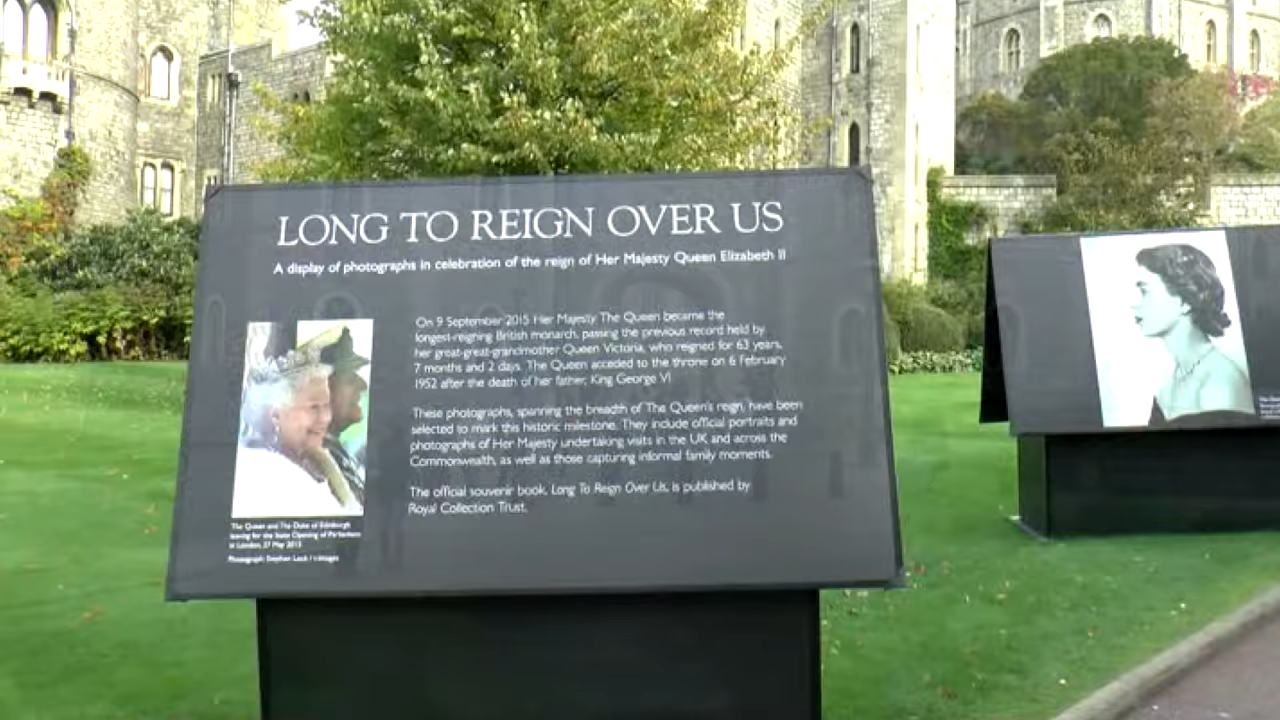 LONG TO REIGN OVER US
A display of photographs in celebration of the reign of Her Majesty Queen Elizabeth II
On 9 September 2015 Her Majesty The Queen became the
longest-reigning British monarch, passing the previous record held by
her great-great-grandmother Queen Victoria, who reigned for 63 years,
7 months and 2 days. The Queen acceded to the throne on 6 February
1952 after the death of her father, King George VI
These photographs, spanning the breadth of The Queen's reign, have been
selected to mark this historic milestone. They include official portraits and
photographs of Her Majesty undertaking visits in the UK and across the
Commonwealth, as well as those capturing informal family moments.
The official souvenir book, Long To Reign Over Us, is published by
Royal Collection Trust.
The Queen and The Duke of Edinburgh
leaving for the State Opening of Parliament
in London, 27 May 2015
Photograph: Stephen Lock /